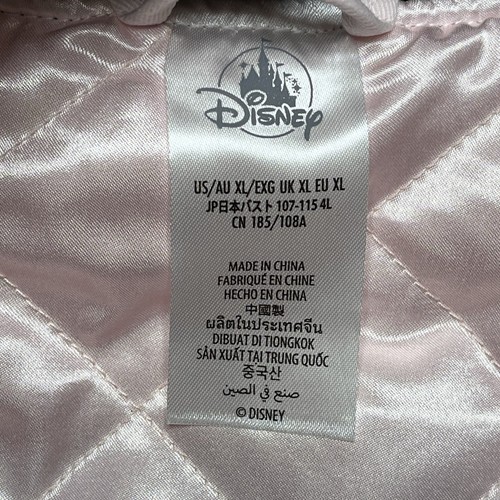 Disney
US/AU XL/EXG UK XL EU XL
JP日本バスト 107-115 4L
CN 185/108A
MADE IN CHINA
FABRIQUÉ EN CHINE
HECHO EN CHINA
中國製
ผลิตในประเทศจีน
DIBUAT DI TIONGKOK
SẢN XUẤT TẠI TRUNG QUỐC
중국산
صنع في الصين
© DISNEY